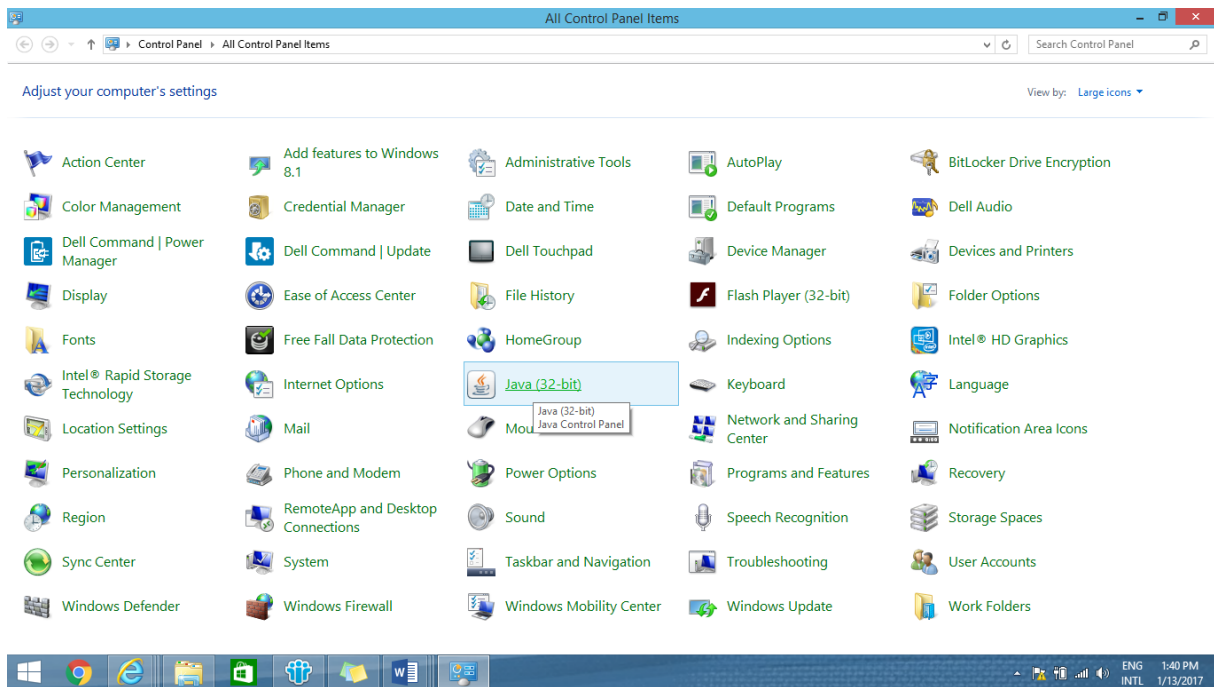 All Control Panel Items
Control Panel All Control Panel Items
Search Control Panel
Adjust your computer's settings
View by: Large icons
Action Center
Add features to Windows
8.1
Administrative Tools
AutoPlay
BitLocker Drive Encryption
Color Management
Credential Manager
Date and Time
Default Programs
Dell Audio
Dell Command | Power
Manager
Dell Command | Update
Dell Touchpad
Device Manager
Devices and Printers
Display
Ease of Access Center
File History
Flash Player (32-bit)
Folder Options
Fonts
Free Fall Data Protection
HomeGroup
Indexing Options
Intel® HD Graphics
Intel® Rapid Storage
Technology
Internet Options
Java (32-bit)
Keyboard
Language
Java (32-bit)
Java Control Panel
Location Settings
Mail
Mou
Network and Sharing
Center
Notification Area Icons
Personalization
Phone and Modem
Power Options
Programs and Features
Recovery
Region
RemoteApp and Desktop
Connections
Sound
Speech Recognition
Storage Spaces
Sync Center
System
Taskbar and Navigation
Troubleshooting
User Accounts
Windows Defender
Windows Firewall
Windows Mobility Center
Windows Update
Work Folders
ENG
INTL
1:40 PM
1/13/2017